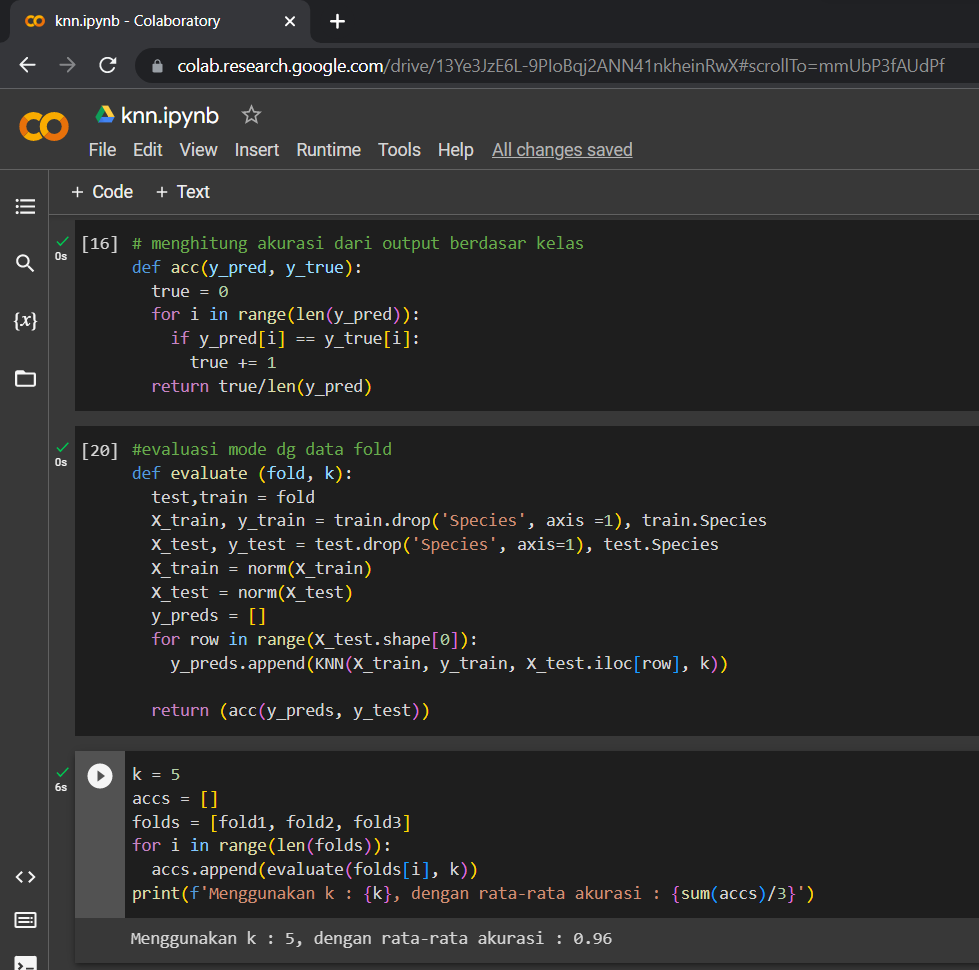 knn.ipynb - Colaboratory
colab.research.google.com/drive/13Ye3JzE6L-9PIoBqj2ANN41nkheinRwX#scrollTo=mmUbP3fAUdPf
knn.ipynb
File Edit View Insert Runtime Tools Help All changes saved
+ Code + Text
[16] # menghitung akurasi dari output berdasar kelas
0s
def acc(y_pred, y_true):
  true = 0
  for i in range(len(y_pred)):
    if y_pred[i] == y_true[i]:
      true += 1
  return true/len(y_pred)
[20] #evaluasi mode dg data fold
0s
def evaluate (fold, k):
  test,train = fold
  X_train, y_train = train.drop('Species', axis =1), train.Species
  X_test, y_test = test.drop('Species', axis=1), test.Species
  X_train = norm(X_train)
  X_test = norm(X_test)
  y_preds = []
  for row in range(X_test.shape[0]):
    y_preds.append(KNN(X_train, y_train, X_test.iloc[row], k))
  return (acc(y_preds, y_test))
k = 5
6s
accs = []
folds = [fold1, fold2, fold3]
for i in range(len(folds)):
  accs.append(evaluate(folds[i], k))
print(f'Menggunakan k : {k}, dengan rata-rata akurasi : {sum(accs)/3}')
Menggunakan k : 5, dengan rata-rata akurasi : 0.96